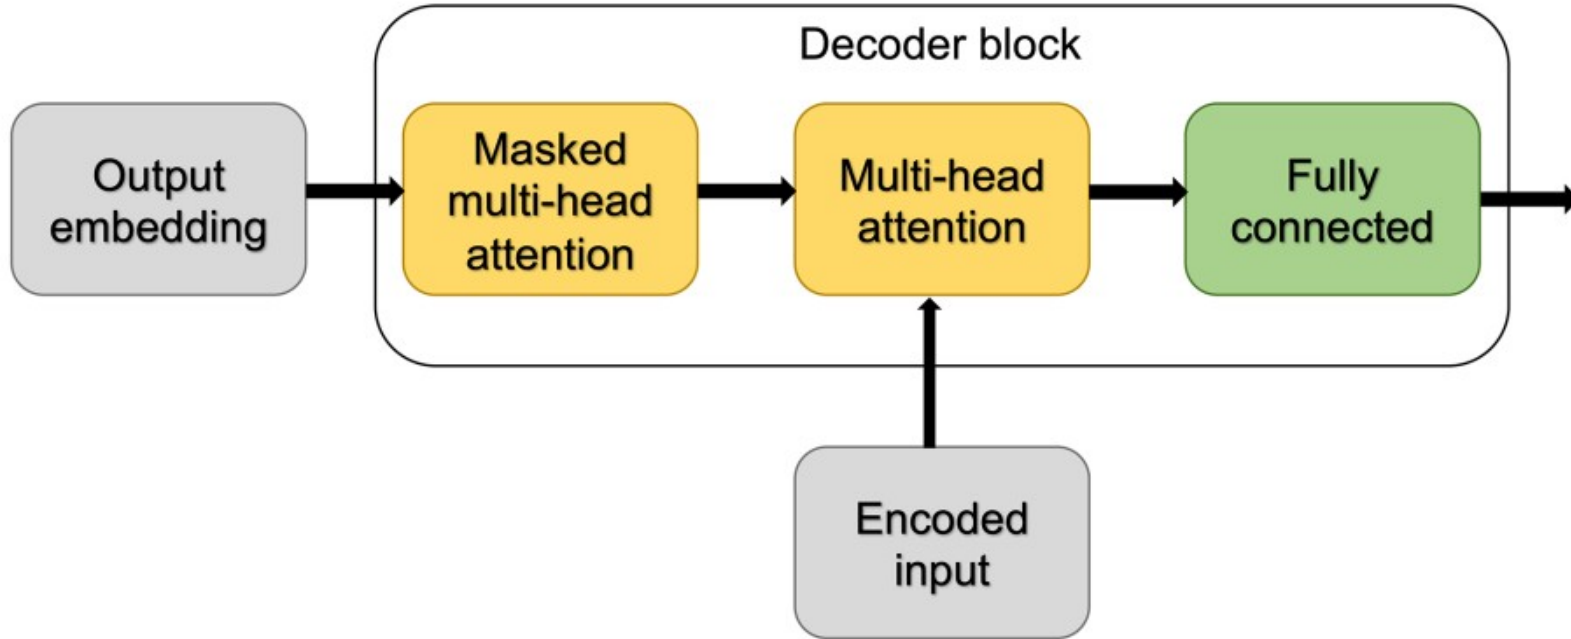 Decoder block
Output
embedding
Masked
multi-head
attention
Multi-head
attention
Fully
connected
Encoded
input